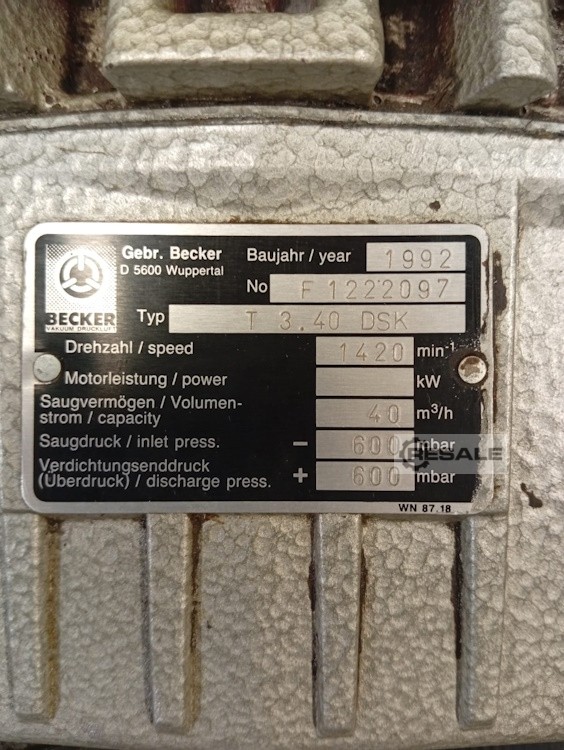 Gebr. Becker
D 5600 Wuppertal
Baujahr / year 1992
No F 1222097
BECKER
VAKUUM DRUCKLUFT
Typ T 3.40 DSK
Drehzahl / speed 1420 min-1
Motorleistung / power kW
Saugvermögen / Volumen-
strom / capacity 40 m³/h
Saugdruck / inlet press. – 600 mbar
Verdichtungsenddruck
(Überdruck) / discharge press. + 600 mbar
WN 87.18
RESALE